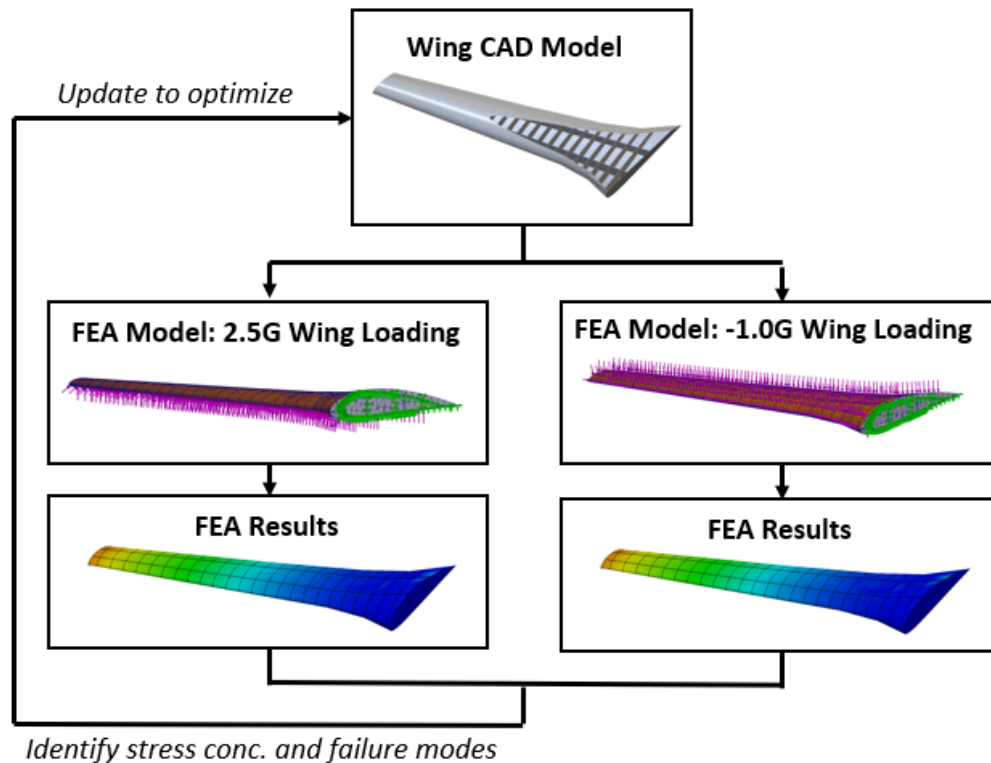 Wing CAD Model
Update to optimize
FEA Model: 2.5G Wing Loading
FEA Model: -1.0G Wing Loading
FEA Results
FEA Results
Identify stress conc. and failure modes